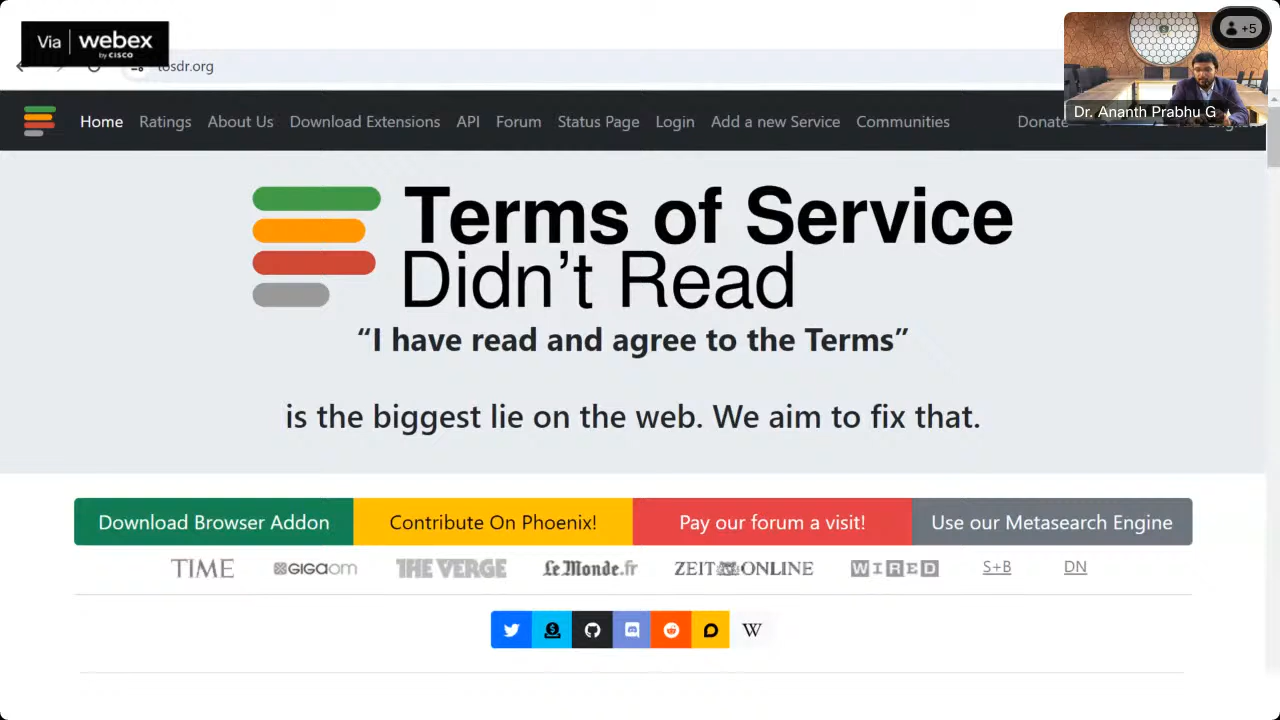 Via webex
by CISCO
tosdr.org
+5
Dr. Ananth Prabhu G
Home Ratings About Us Download Extensions API Forum Status Page Login Add a new Service Communities Donate
Terms of Service
Didn't Read
“I have read and agree to the Terms”
is the biggest lie on the web. We aim to fix that.
Download Browser Addon Contribute On Phoenix! Pay our forum a visit! Use our Metasearch Engine
TIME GIGAOM THE VERGE Le Monde.fr ZEIT ONLINE WIRED S+B DN
W